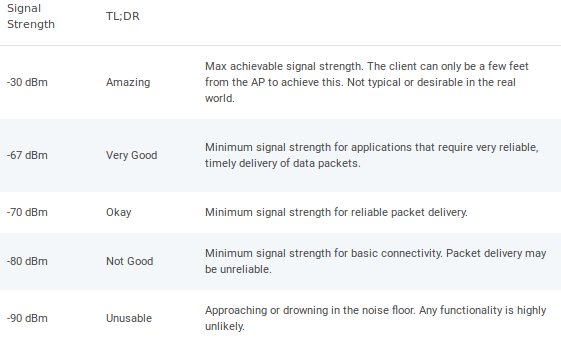 Signal
Strength
TL;DR
-30 dBm
Amazing
Max achievable signal strength. The client can only be a few feet
from the AP to achieve this. Not typical or desirable in the real
world.
-67 dBm
Very Good
Minimum signal strength for applications that require very reliable,
timely delivery of data packets.
-70 dBm
Okay
Minimum signal strength for reliable packet delivery.
-80 dBm
Not Good
Minimum signal strength for basic connectivity. Packet delivery may
be unreliable.
-90 dBm
Unusable
Approaching or drowning in the noise floor. Any functionality is highly
unlikely.